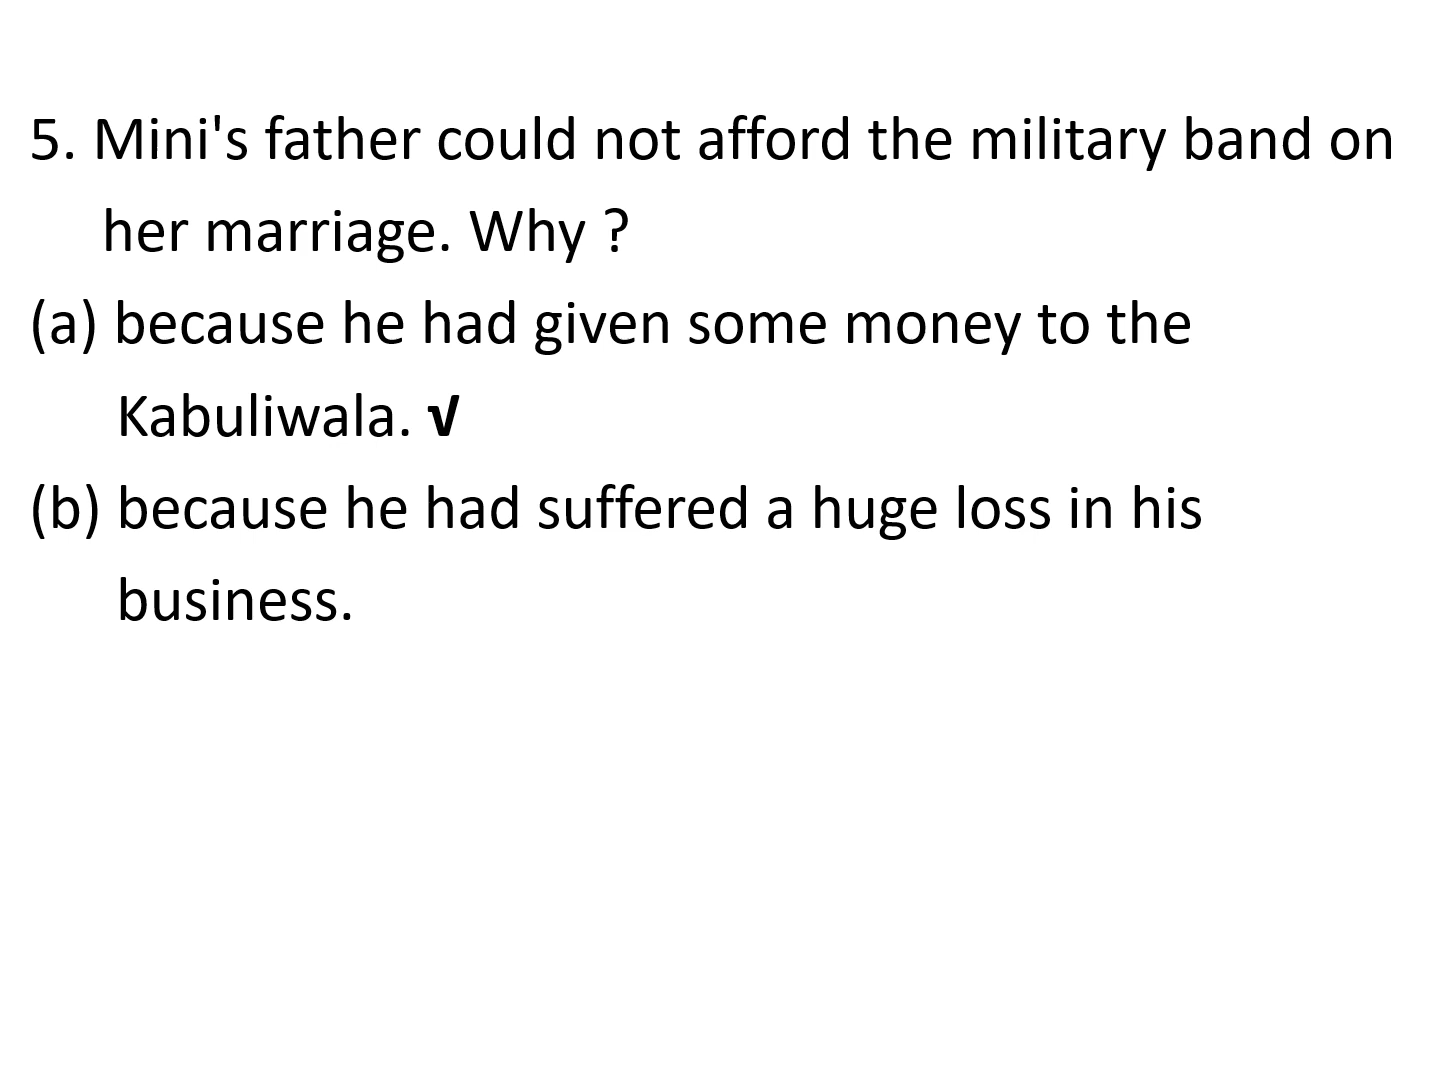 5. Mini's father could not afford the military band on
her marriage. Why ?
(a) because he had given some money to the
Kabuliwala. √
(b) because he had suffered a huge loss in his
business.